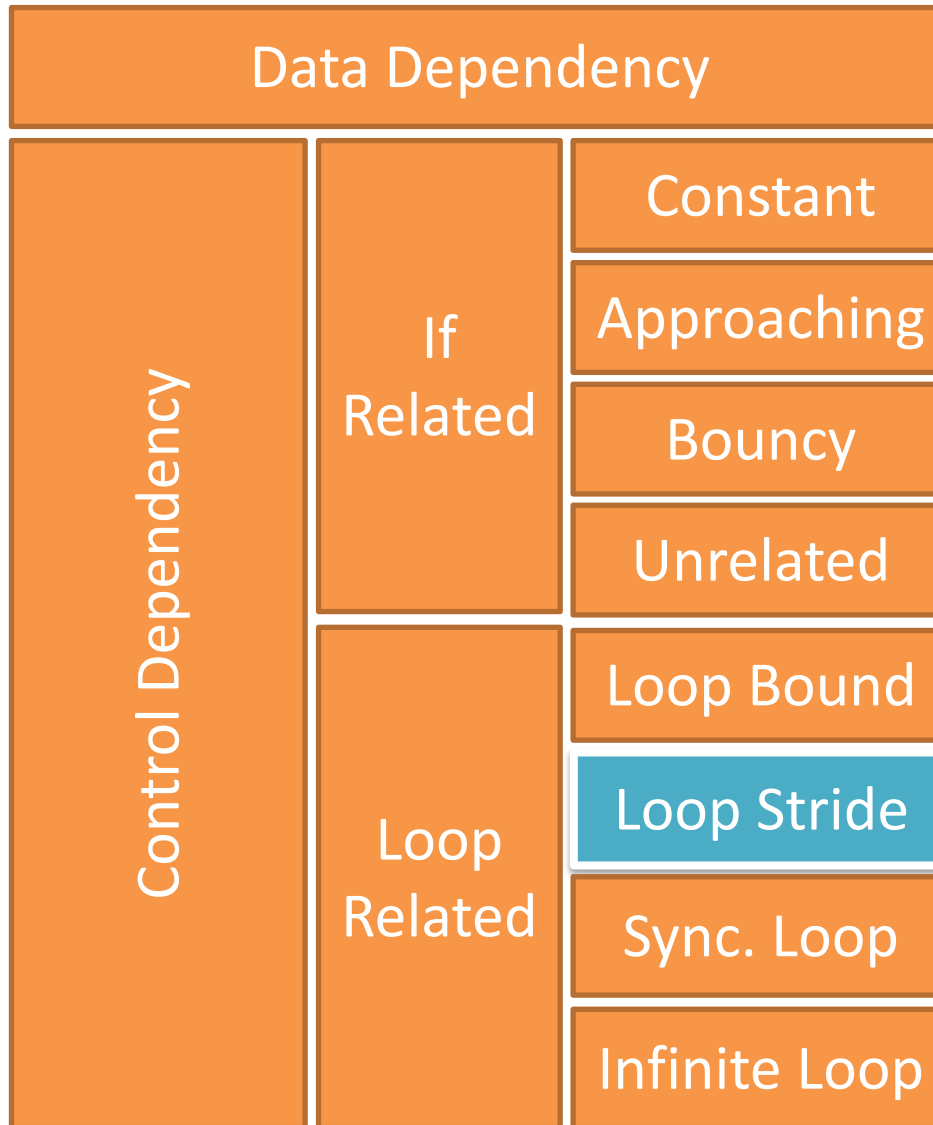 Data Dependency
Control Dependency
If
Related
Constant
Approaching
Bouncy
Unrelated
Loop
Related
Loop Bound
Loop Stride
Sync. Loop
Infinite Loop